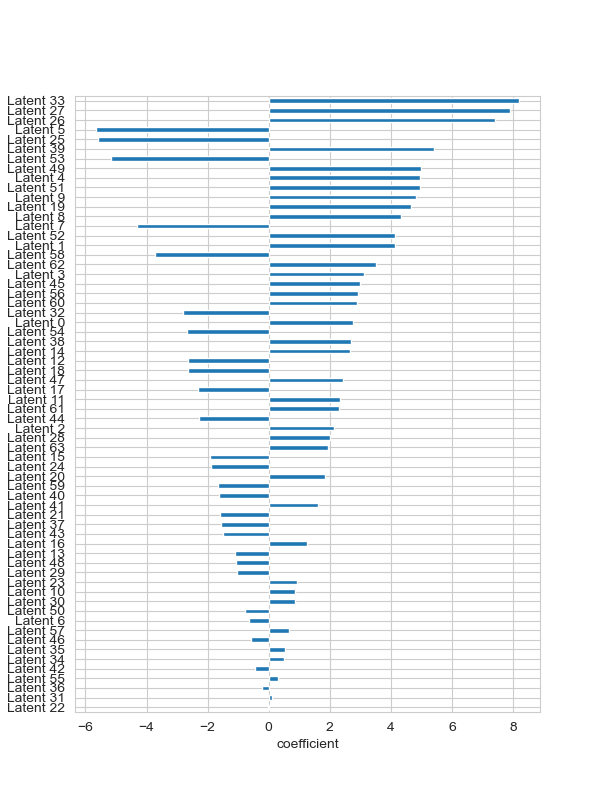 Latent 33
Latent 27
Latent 26
Latent 5
Latent 25
Latent 39
Latent 53
Latent 49
Latent 4
Latent 51
Latent 9
Latent 19
Latent 8
Latent 7
Latent 52
Latent 1
Latent 58
Latent 62
Latent 3
Latent 45
Latent 56
Latent 60
Latent 32
Latent 0
Latent 54
Latent 38
Latent 14
Latent 12
Latent 18
Latent 47
Latent 17
Latent 11
Latent 61
Latent 44
Latent 2
Latent 28
Latent 63
Latent 15
Latent 24
Latent 20
Latent 59
Latent 40
Latent 41
Latent 21
Latent 37
Latent 43
Latent 16
Latent 13
Latent 48
Latent 29
Latent 23
Latent 10
Latent 30
Latent 50
Latent 6
Latent 57
Latent 46
Latent 35
Latent 34
Latent 42
Latent 55
Latent 36
Latent 31
Latent 22
−6 −4 −2 0 2 4 6 8
coefficient